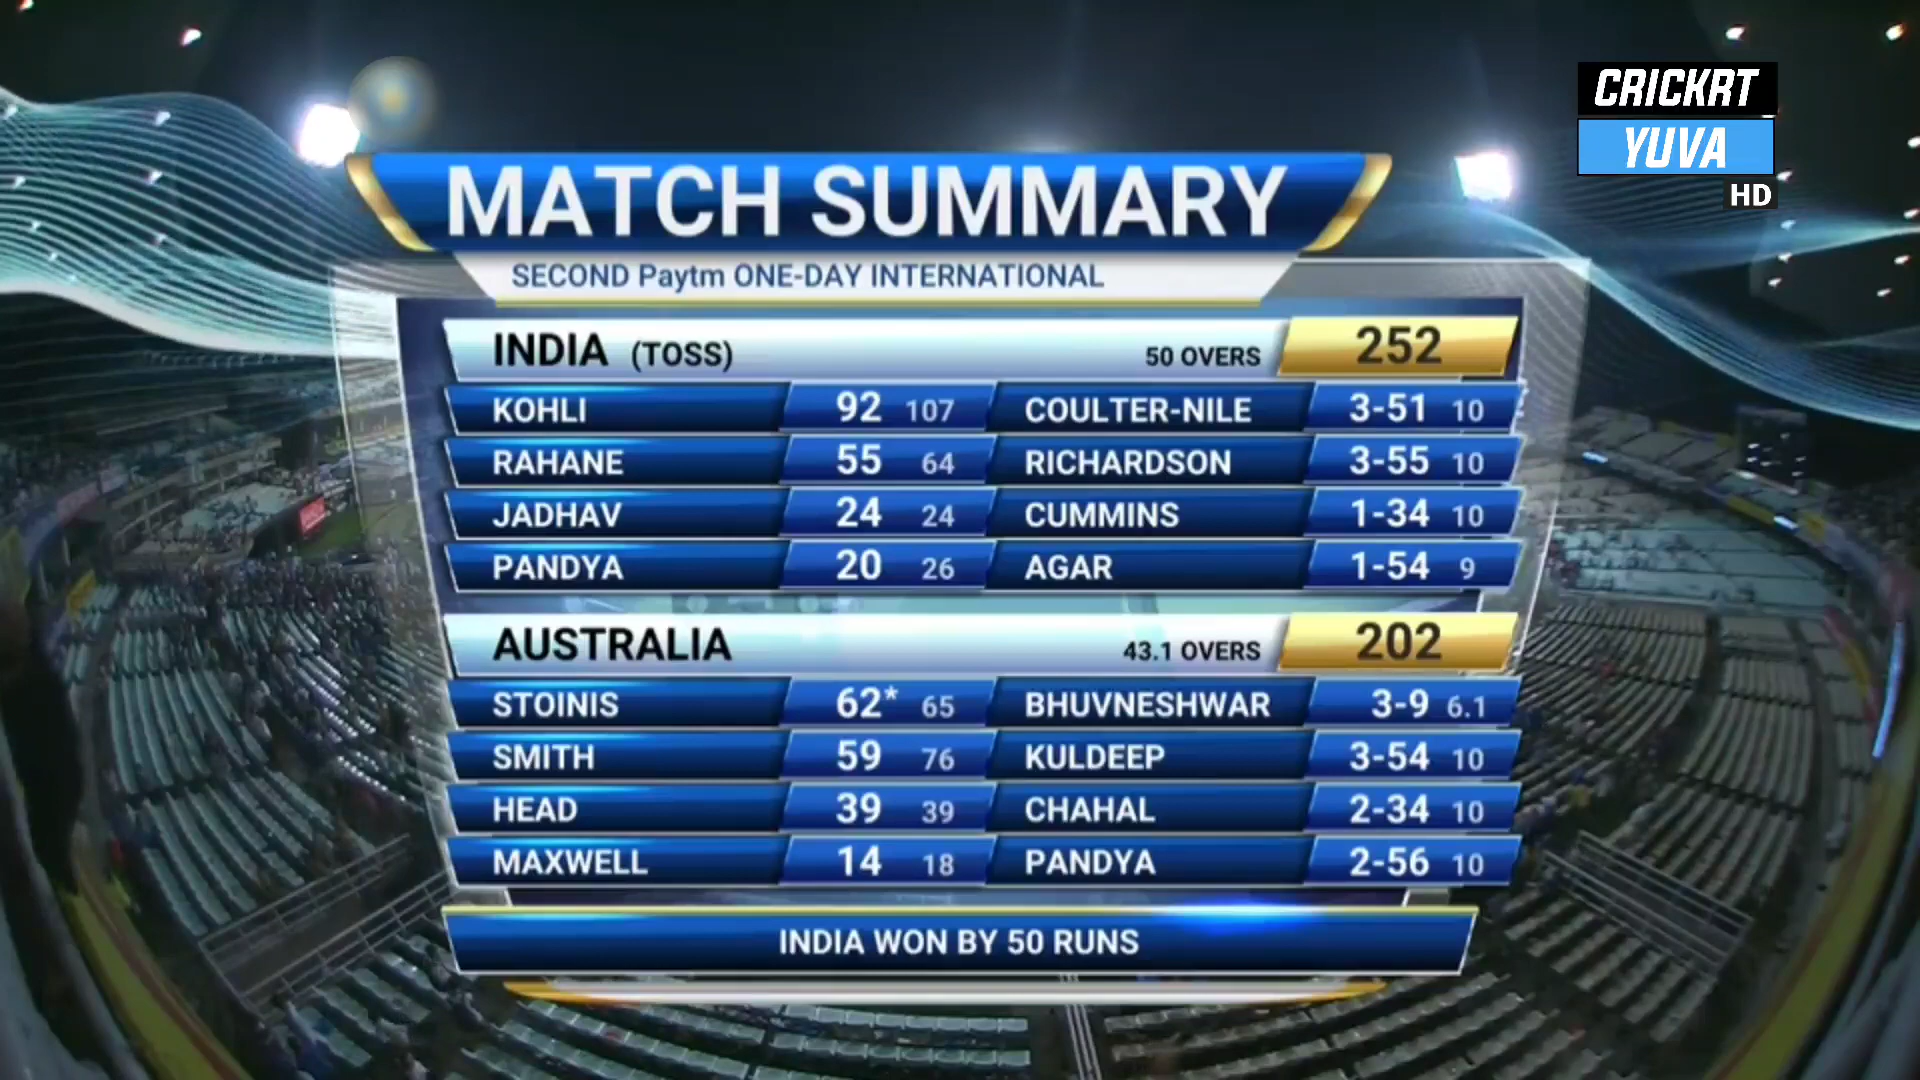 CRICKRT
YUVA
HD
MATCH SUMMARY
SECOND Paytm ONE-DAY INTERNATIONAL
INDIA (TOSS) 50 OVERS 252
KOHLI 92 107 COULTER-NILE 3-51 10
RAHANE 55 64 RICHARDSON 3-55 10
JADHAV 24 24 CUMMINS 1-34 10
PANDYA 20 26 AGAR 1-54 9
AUSTRALIA 43.1 OVERS 202
STOINIS 62* 65 BHUVNESHWAR 3-9 6.1
SMITH 59 76 KULDEEP 3-54 10
HEAD 39 39 CHAHAL 2-34 10
MAXWELL 14 18 PANDYA 2-56 10
INDIA WON BY 50 RUNS